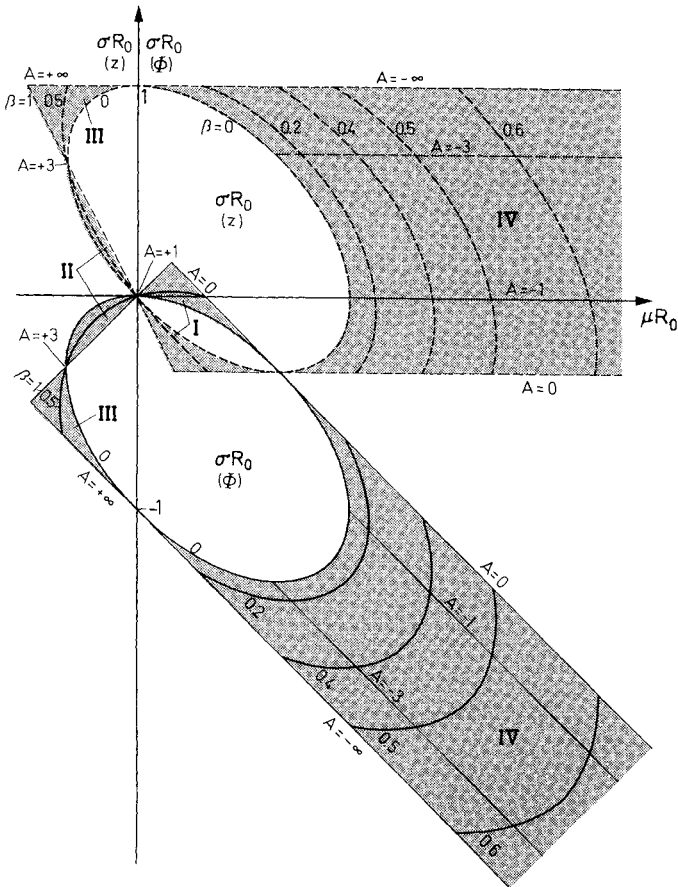 σR₀ σR₀
(z) (Φ)
A=+∞
A=-∞
β=1 0.5 0
1
β=0 0.2 0.4 0.5 0.6
III
A=+3
A=-3
σR₀
(z)
IV
A=+1
II
A=0
A=-1
μR₀
I
A=+3
A=0
β=1 0.5
III
0
σR₀
(Φ)
A=+∞
-1
0
A=0
0.2
A=-1
0.4
A=-3
A=-∞
0.5
IV
0.6